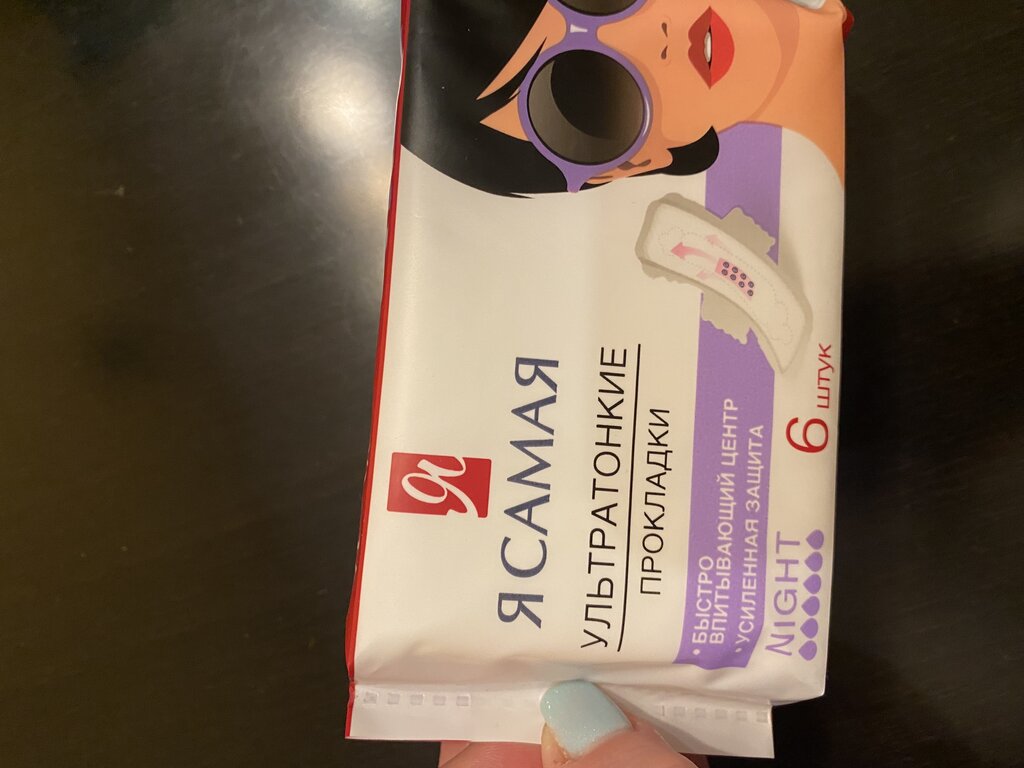 Я
Я САМАЯ
УЛЬТРАТОНКИЕ
ПРОКЛАДКИ
• БЫСТРО
ВПИТЫВАЮЩИЙ ЦЕНТР
• УСИЛЕННАЯ ЗАЩИТА
NIGHT
6 ШТУК